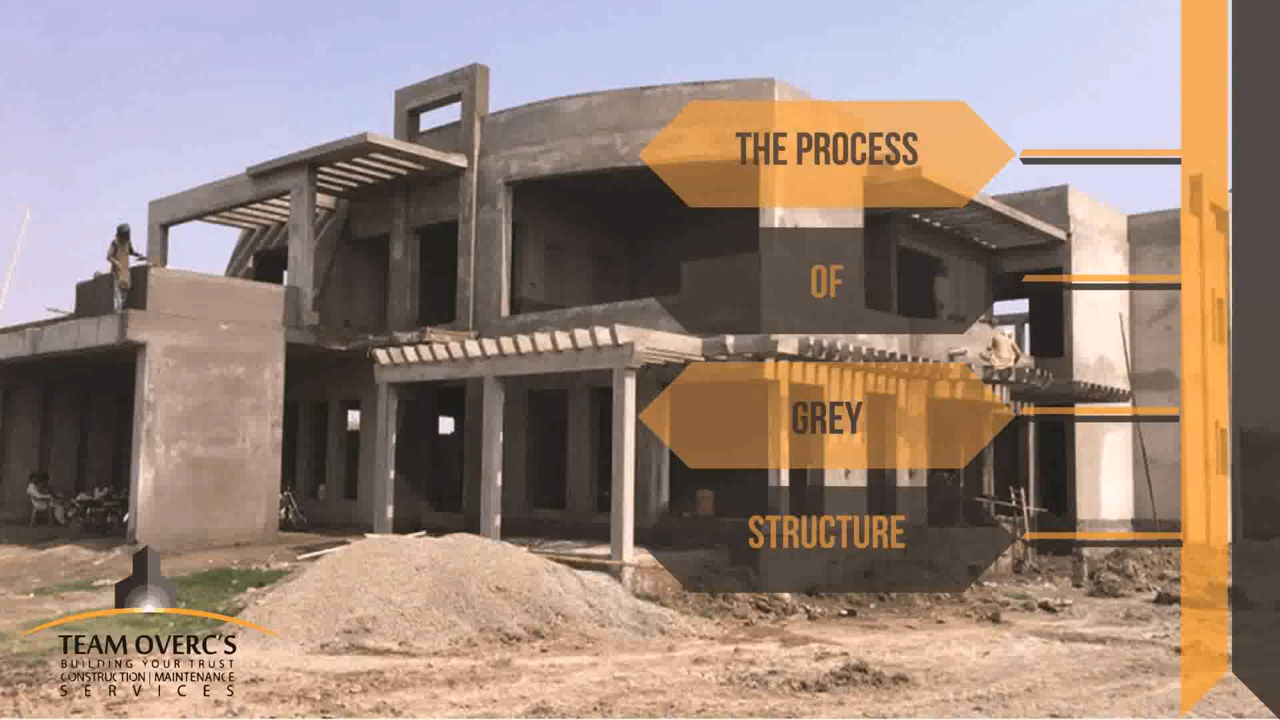 THE PROCESS
OF
GREY
STRUCTURE
TEAM OVERC'S
BUILDING YOUR TRUST
CONSTRUCTION | MAINTENANCE
SERVICES